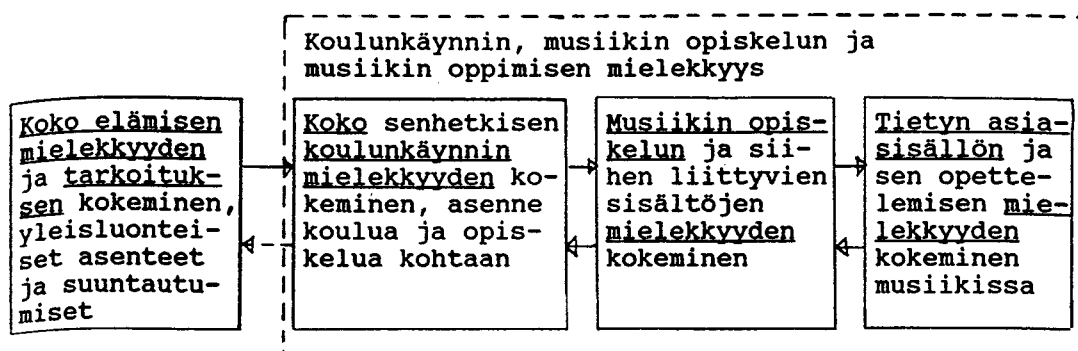 Koulunkäynnin, musiikin opiskelun ja
musiikin oppimisen mielekkyys
Koko elämisen
mielekkyyden
ja tarkoituk-
sen kokeminen,
yleisluontei-
set asenteet
ja suuntautu-
miset
Koko senhetkisen
koulunkäynnin
mielekkyyden ko-
keminen, asenne
koulua ja opis-
kelua kohtaan
Musiikin opis-
kelun ja sii-
hen liittyvien
sisältöjen
mielekkyyden
kokeminen
Tietyn asia-
sisällön ja
sen opette-
lemisen mie-
lekkyyden
kokeminen
musiikissa